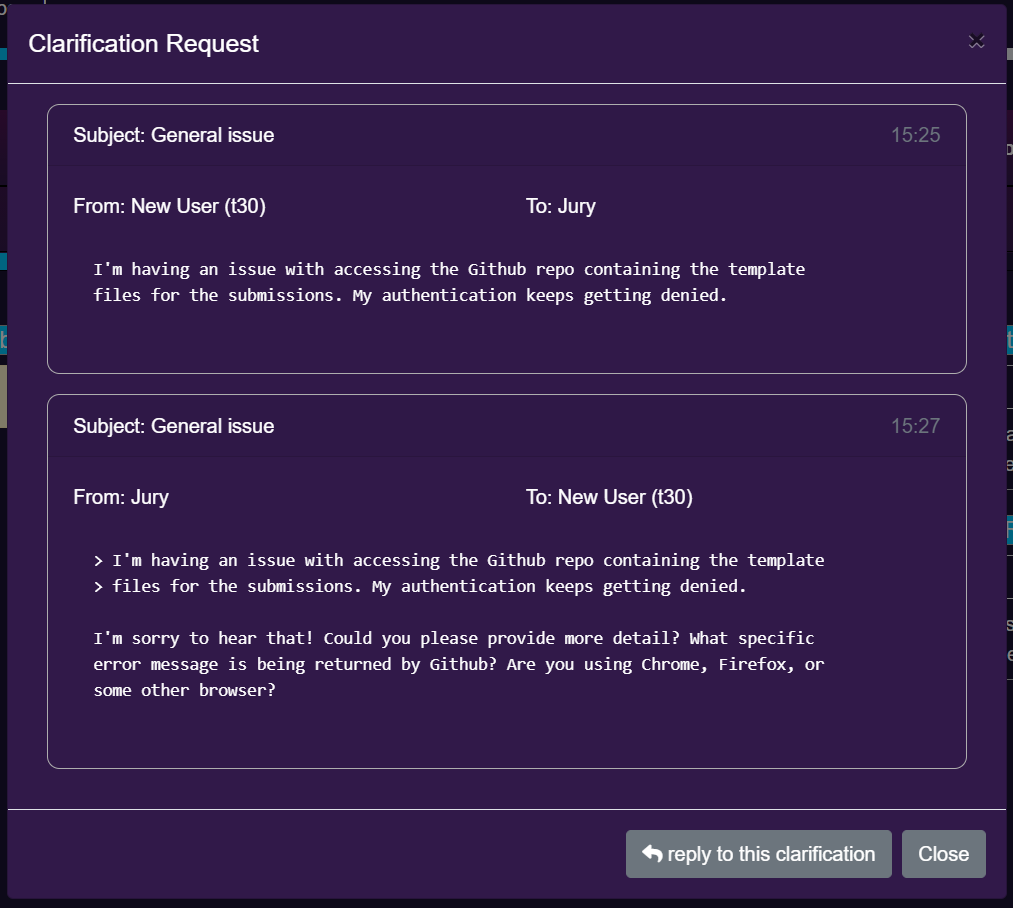 Clarification Request
Subject: General issue 15:25
From: New User (t30) To: Jury
I'm having an issue with accessing the Github repo containing the template
files for the submissions. My authentication keeps getting denied.
Subject: General issue 15:27
From: Jury To: New User (t30)
> I'm having an issue with accessing the Github repo containing the template
> files for the submissions. My authentication keeps getting denied.
I'm sorry to hear that! Could you please provide more detail? What specific
error message is being returned by Github? Are you using Chrome, Firefox, or
some other browser?
reply to this clarification Close